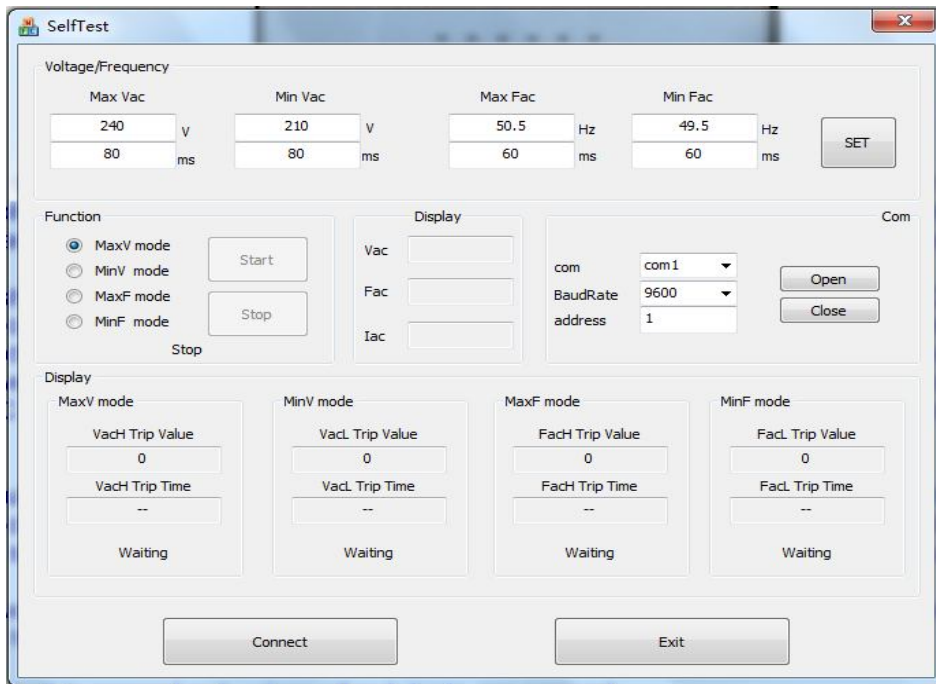 SelfTest
Voltage/Frequency
Max Vac Min Vac Max Fac Min Fac
240 V 210 V 50.5 Hz 49.5 Hz
80 ms 80 ms 60 ms 60 ms
SET
Function
MaxV mode
MinV mode
MaxF mode
MinF mode
Start
Stop
Stop
Display
Vac
Fac
Iac
Com
com com1
BaudRate 9600
address 1
Open
Close
Display
MaxV mode
VacH Trip Value
0
VacH Trip Time
--
Waiting
MinV mode
VacL Trip Value
0
VacL Trip Time
--
Waiting
MaxF mode
FacH Trip Value
0
FacH Trip Time
--
Waiting
MinF mode
FacL Trip Value
0
FacL Trip Time
--
Waiting
Connect
Exit